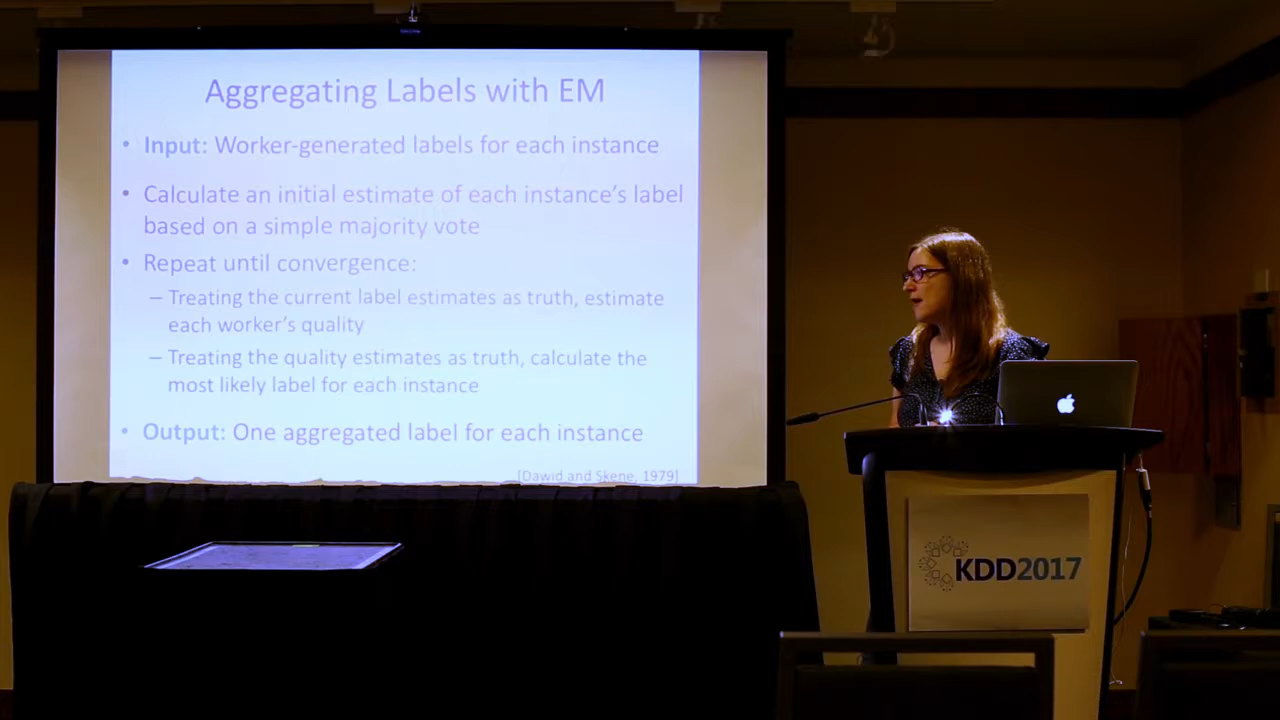 Aggregating Labels with EM
• Input: Worker-generated labels for each instance
• Calculate an initial estimate of each instance's label
based on a simple majority vote
• Repeat until convergence:
– Treating the current label estimates as truth, estimate
each worker's quality
– Treating the quality estimates as truth, calculate the
most likely label for each instance
• Output: One aggregated label for each instance
[Dawid and Skene, 1979]
KDD2017